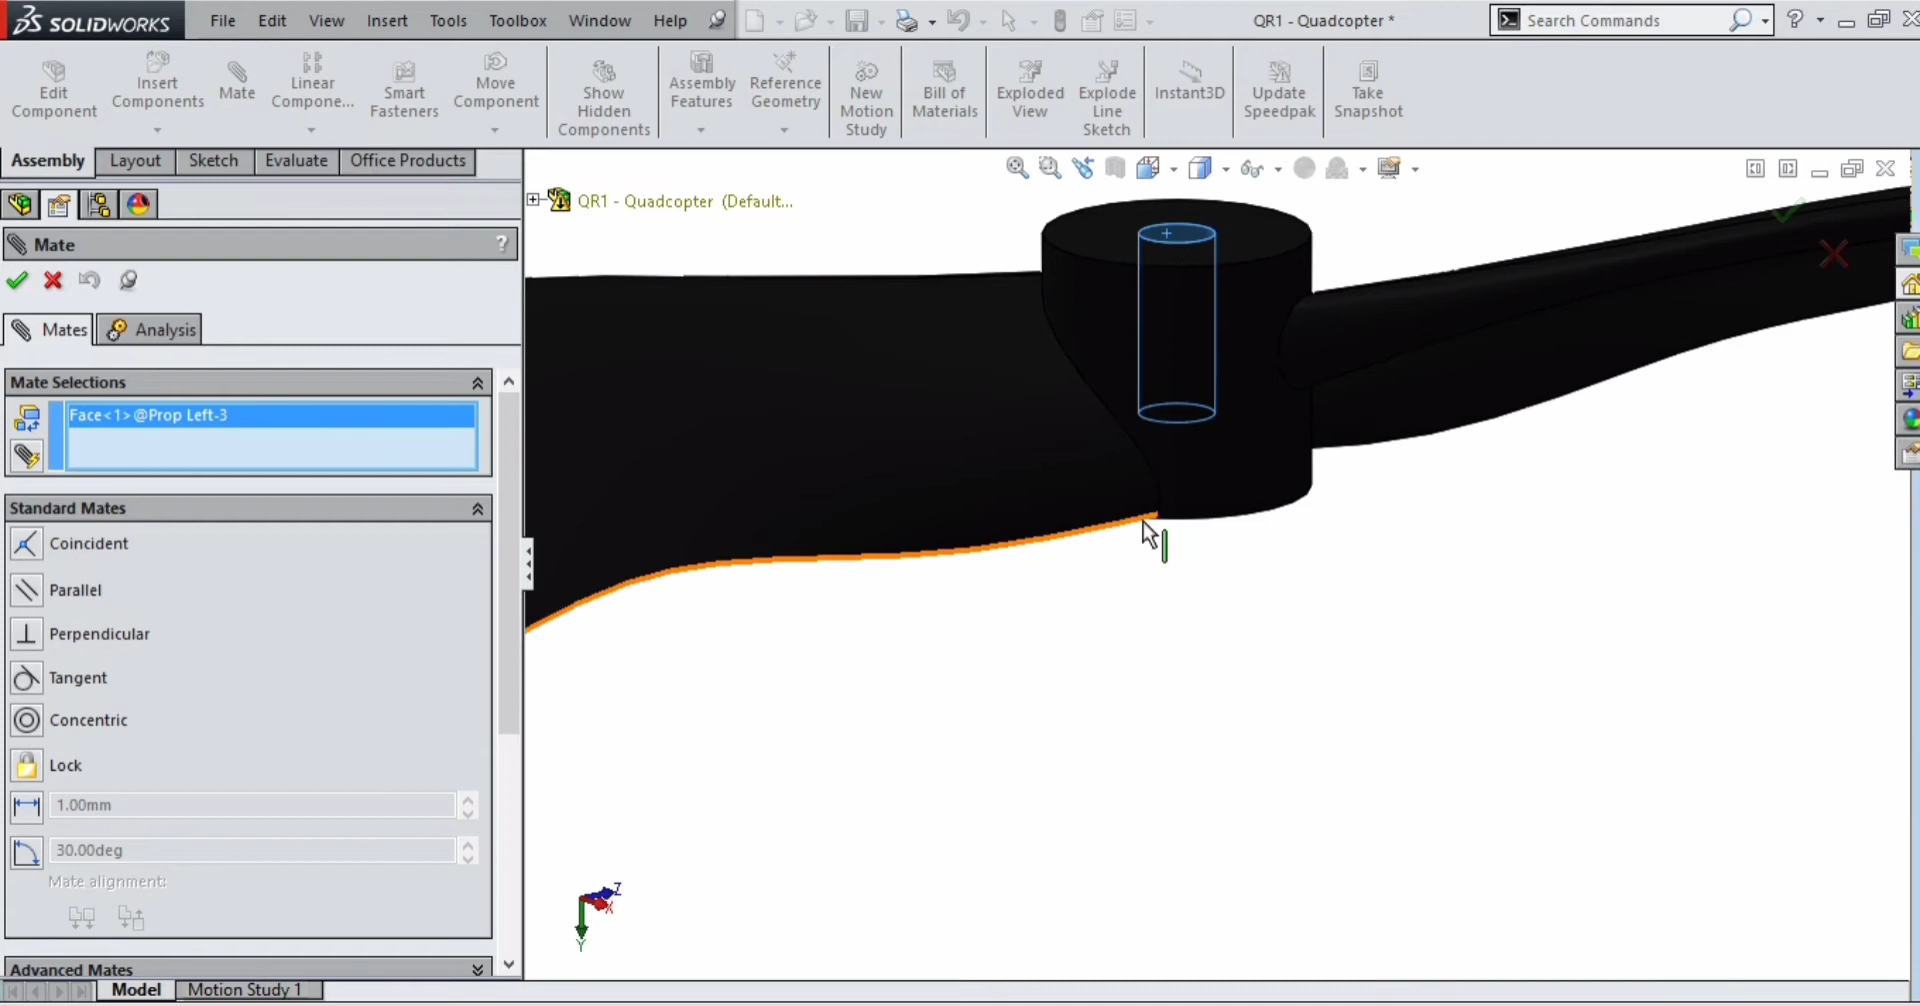 SOLIDWORKS File Edit View Insert Tools Toolbox Window Help QR1 - Quadcopter * Search Commands ?
Edit Component
Insert Components
Mate
Linear Compone...
Smart Fasteners
Move Component
Show Hidden Components
Assembly Features
Reference Geometry
New Motion Study
Bill of Materials
Exploded View
Explode Line Sketch
Instant3D
Update Speedpak
Take Snapshot
Assembly Layout Sketch Evaluate Office Products
QR1 - Quadcopter (Default...
Mate ?
Mates Analysis
Mate Selections
Face<1>@Prop Left-3
Standard Mates
Coincident
Parallel
Perpendicular
Tangent
Concentric
Lock
1.00mm
30.00deg
Mate alignment:
Advanced Mates
Z
X
Y
Model Motion Study 1